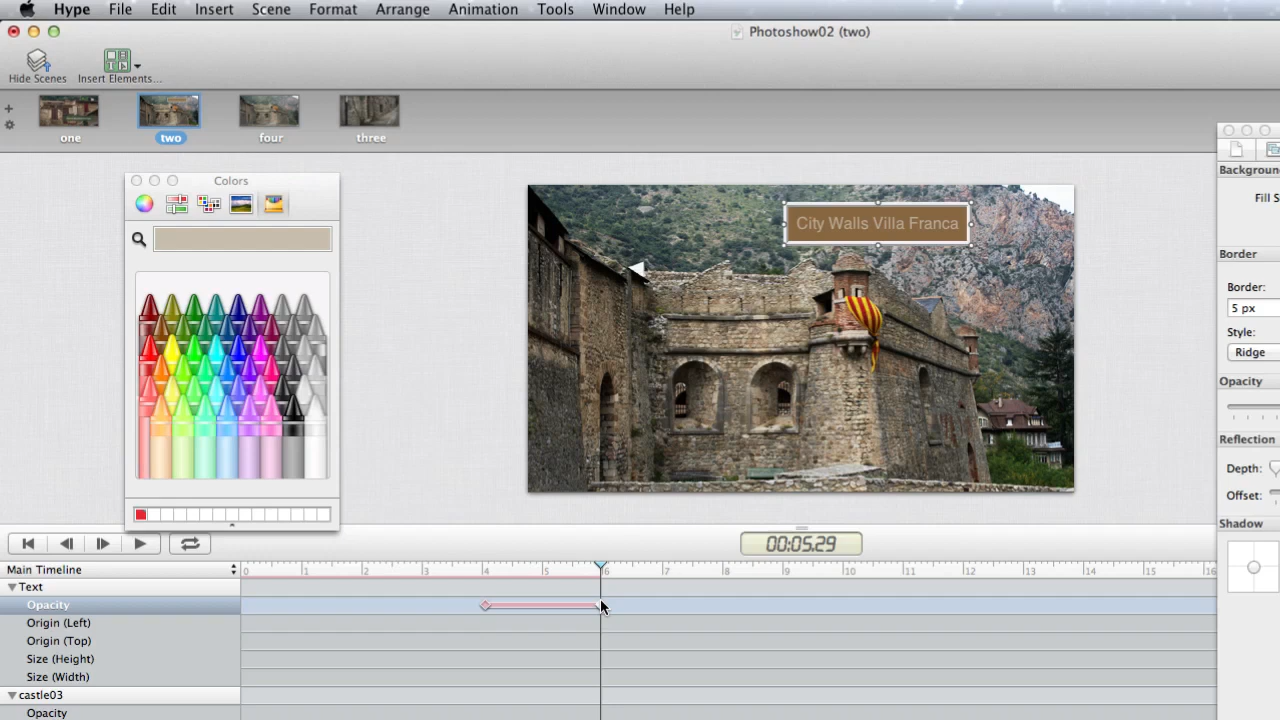 Hype File Edit Insert Scene Format Arrange Animation Tools Window Help
Photoshow02 (two)
Hide Scenes Insert Elements...
one two four three
Colors
City Walls Villa Franca
Border
Border:
5 px
Style:
Ridge
Opacity
Reflection
Depth:
Offset:
Shadow
00:05.29
Main Timeline 0 1 2 3 4 5 6 7 8 9 10 11 12 13 14 15 16
Text
Opacity
Origin (Left)
Origin (Top)
Size (Height)
Size (Width)
castle03
Opacity